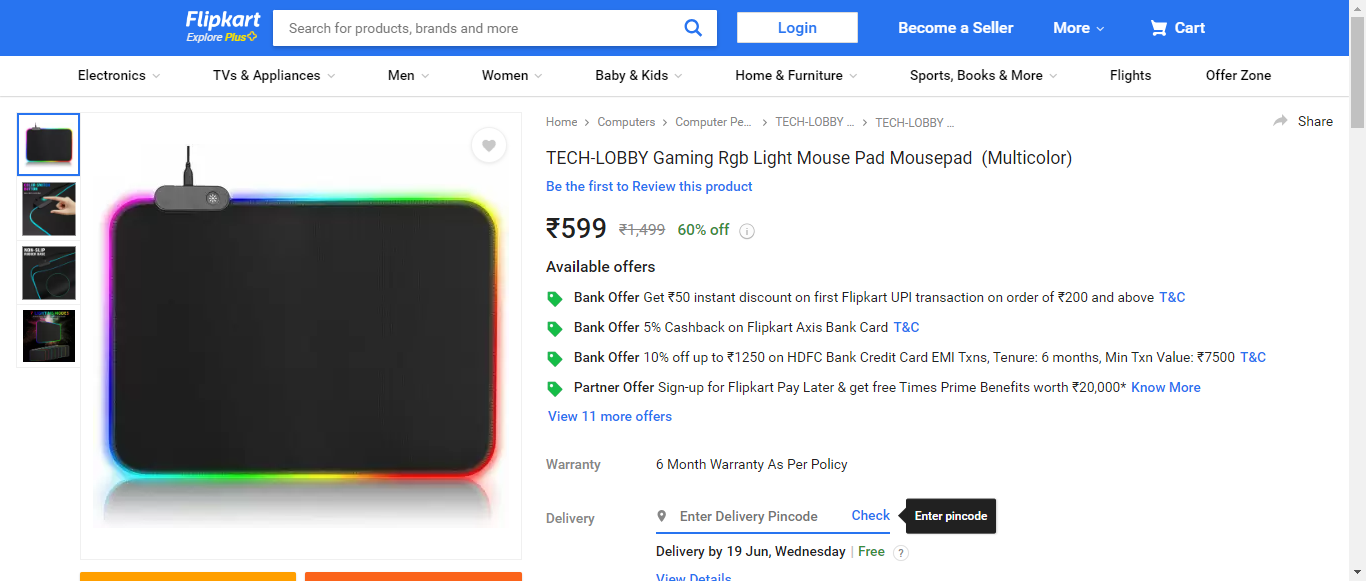 Flipkart
Explore Plus
Search for products, brands and more
Login
Become a Seller
More
Cart
Electronics
TVs & Appliances
Men
Women
Baby & Kids
Home & Furniture
Sports, Books & More
Flights
Offer Zone
Home
Computers
Computer Pe...
TECH-LOBBY ...
TECH-LOBBY ...
Share
TECH-LOBBY Gaming Rgb Light Mouse Pad Mousepad (Multicolor)
Be the first to Review this product
₹599 ₹1,499 60% off
Available offers
Bank Offer Get ₹50 instant discount on first Flipkart UPI transaction on order of ₹200 and above T&C
Bank Offer 5% Cashback on Flipkart Axis Bank Card T&C
Bank Offer 10% off up to ₹1250 on HDFC Bank Credit Card EMI Txns, Tenure: 6 months, Min Txn Value: ₹7500 T&C
Partner Offer Sign-up for Flipkart Pay Later & get free Times Prime Benefits worth ₹20,000* Know More
View 11 more offers
Warranty
6 Month Warranty As Per Policy
Delivery
Enter Delivery Pincode
Check
Enter pincode
Delivery by 19 Jun, Wednesday | Free ?
View Details
NON-SLIP